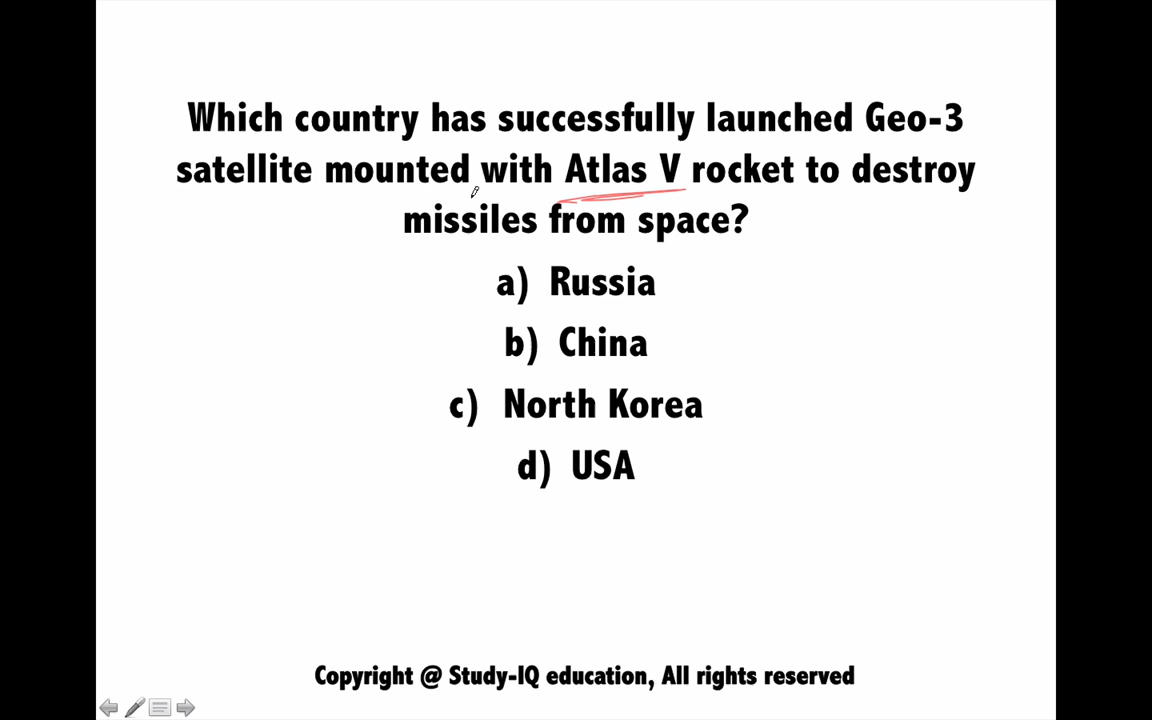 Which country has successfully launched Geo-3
satellite mounted with Atlas V rocket to destroy
missiles from space?
a) Russia
b) China
c) North Korea
d) USA
Copyright @ Study-IQ education, All rights reserved